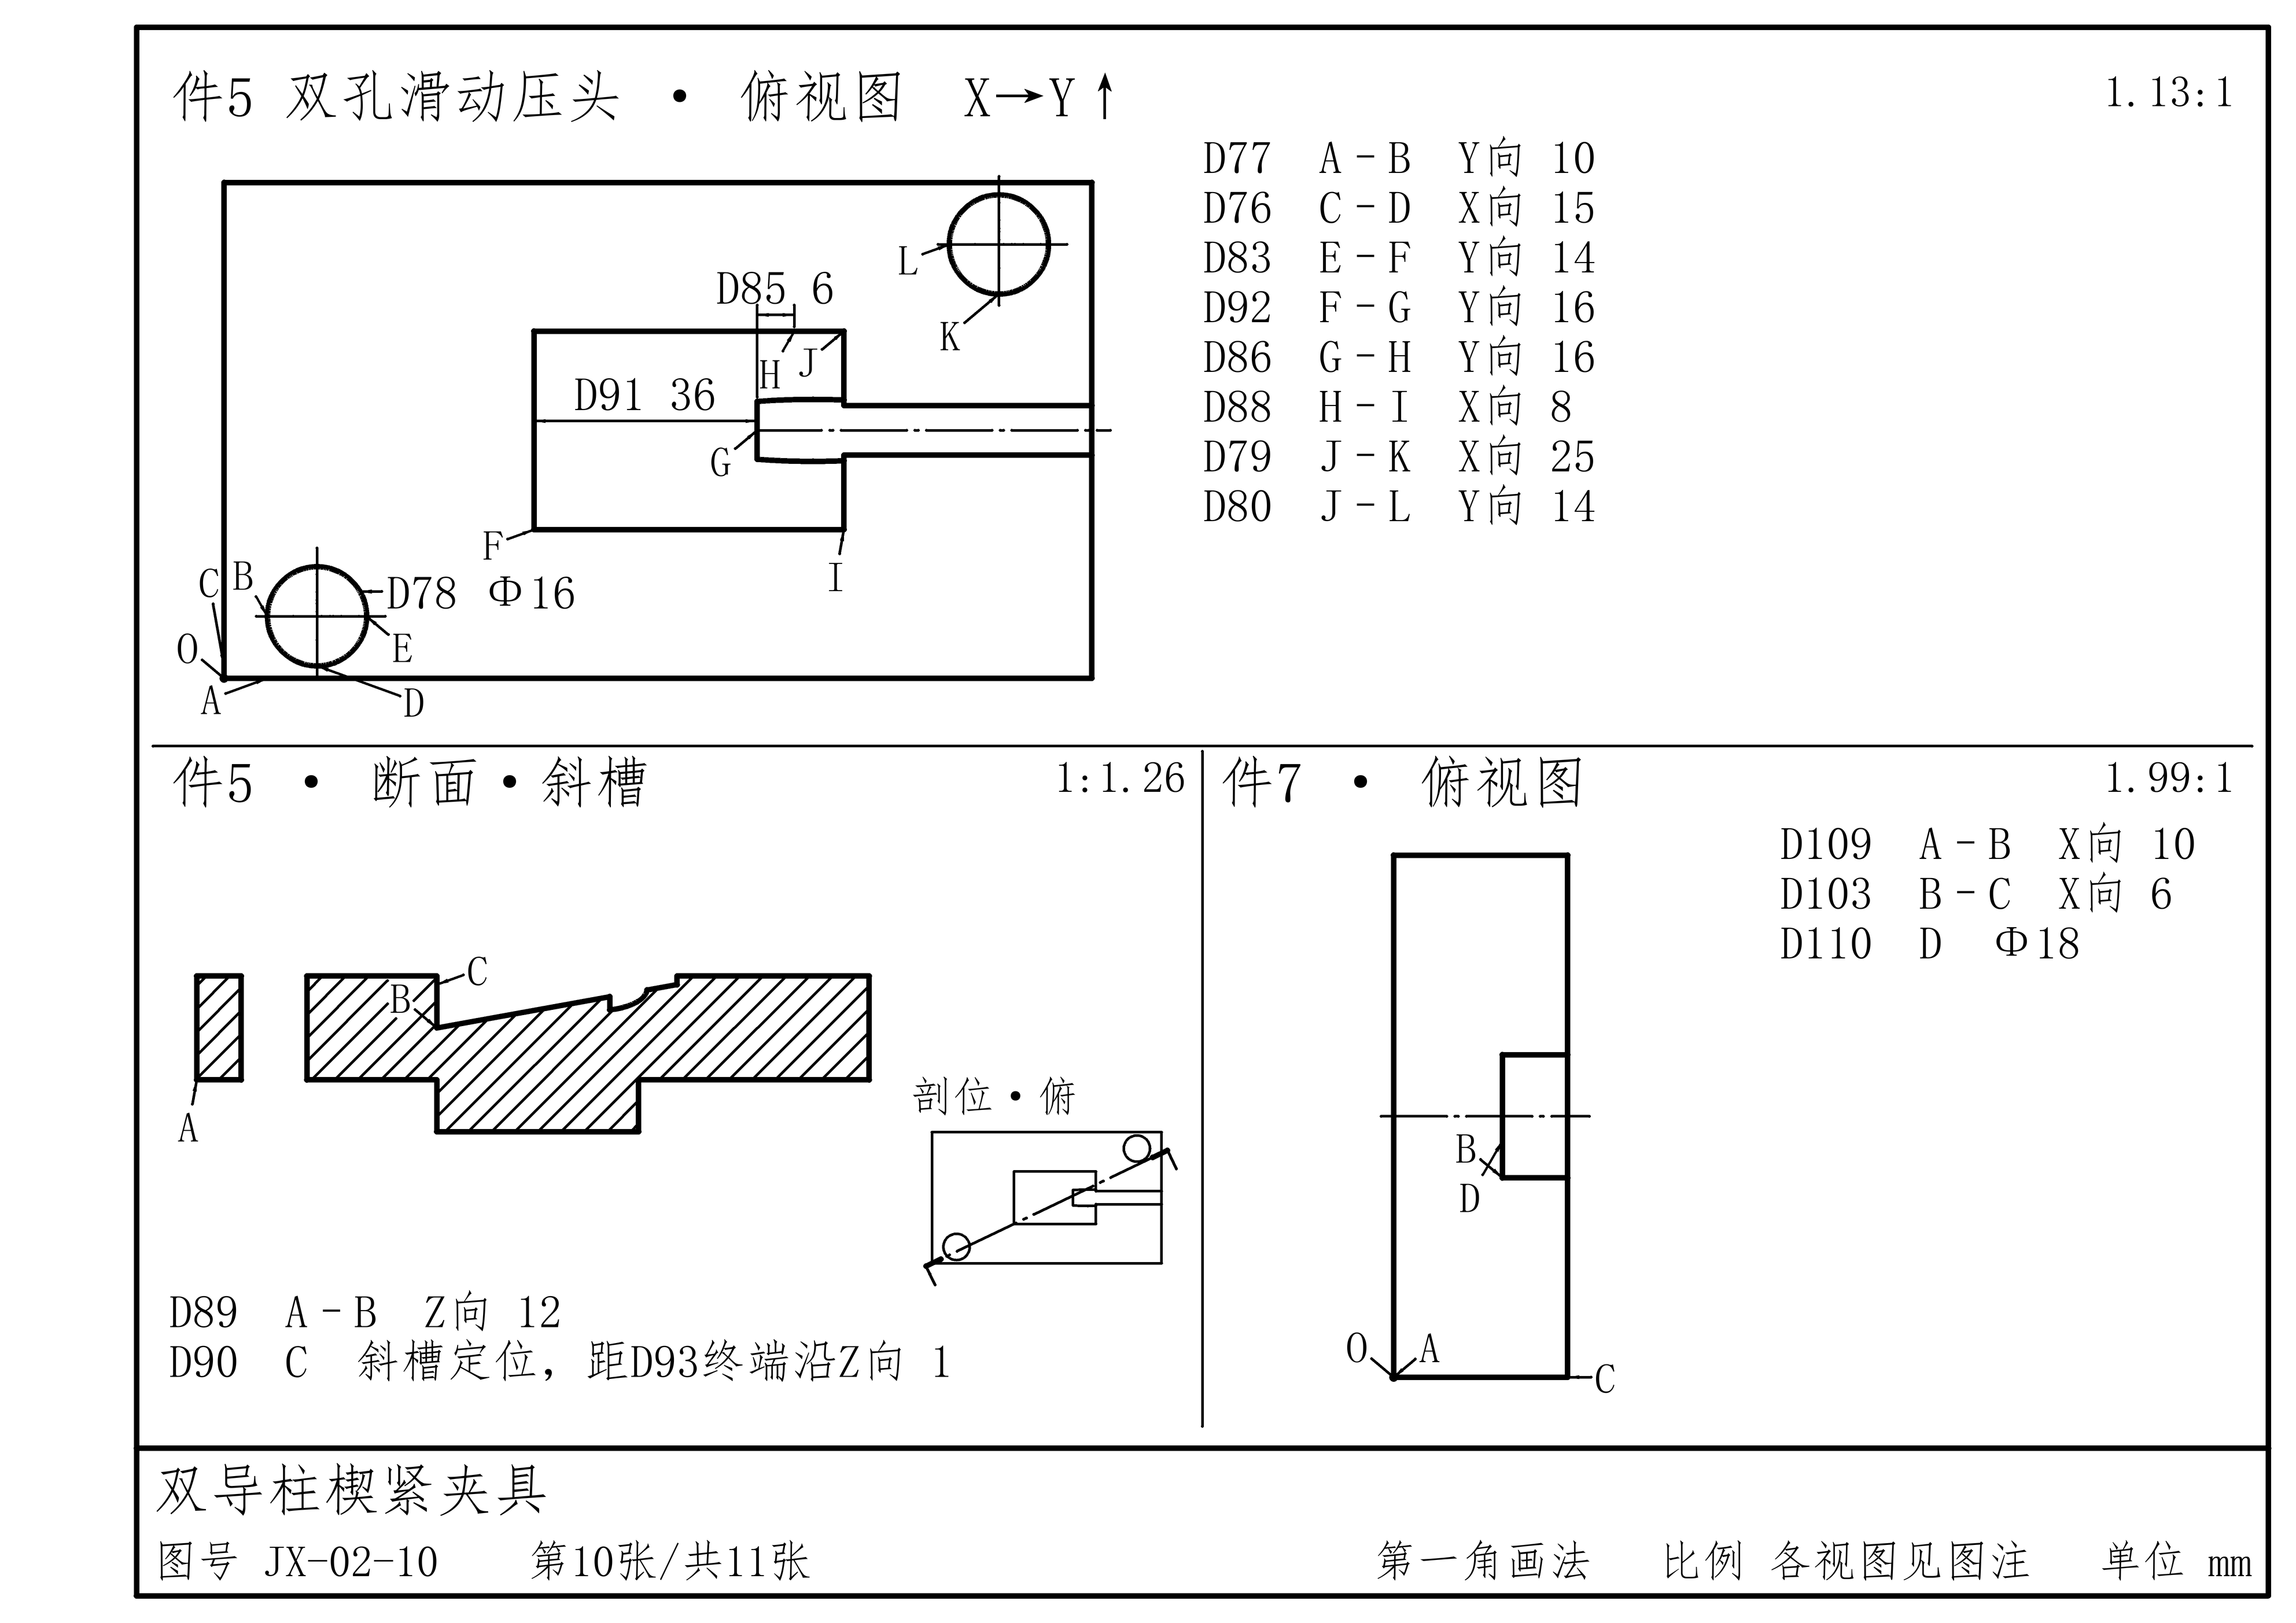 件5 双孔滑动压头 · 俯视图 X→Y↑
1.13:1
D77 A-B Y向 10
D76 C-D X向 15
D83 E-F Y向 14
D92 F-G Y向 16
D86 G-H Y向 16
D88 H-I X向 8
D79 J-K X向 25
D80 J-L Y向 14
L
D85 6
K
H J
D91 36
G
F
I
C B
D78 Φ16
O
E
A
D
件5 · 断面·斜槽
1:1.26
C
B
A
剖位·俯
D89 A-B Z向 12
D90 C 斜槽定位，距D93终端沿Z向 1
件7 · 俯视图
1.99:1
D109 A-B X向 10
D103 B-C X向 6
D110 D Φ18
B
D
O A
C
双导柱楔紧夹具
图号 JX-02-10 第10张/共11张
第一角画法 比例 各视图见图注 单位 mm